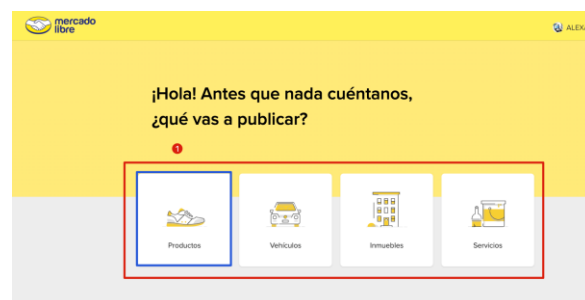 mercado
libre
ALEX
¡Hola! Antes que nada cuéntanos,
¿qué vas a publicar?
1
Productos
Vehículos
Inmuebles
Servicios